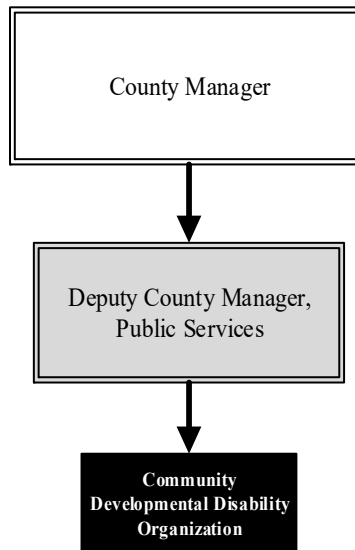 County Manager
Deputy County Manager,
Public Services
Community
Developmental Disability
Organization